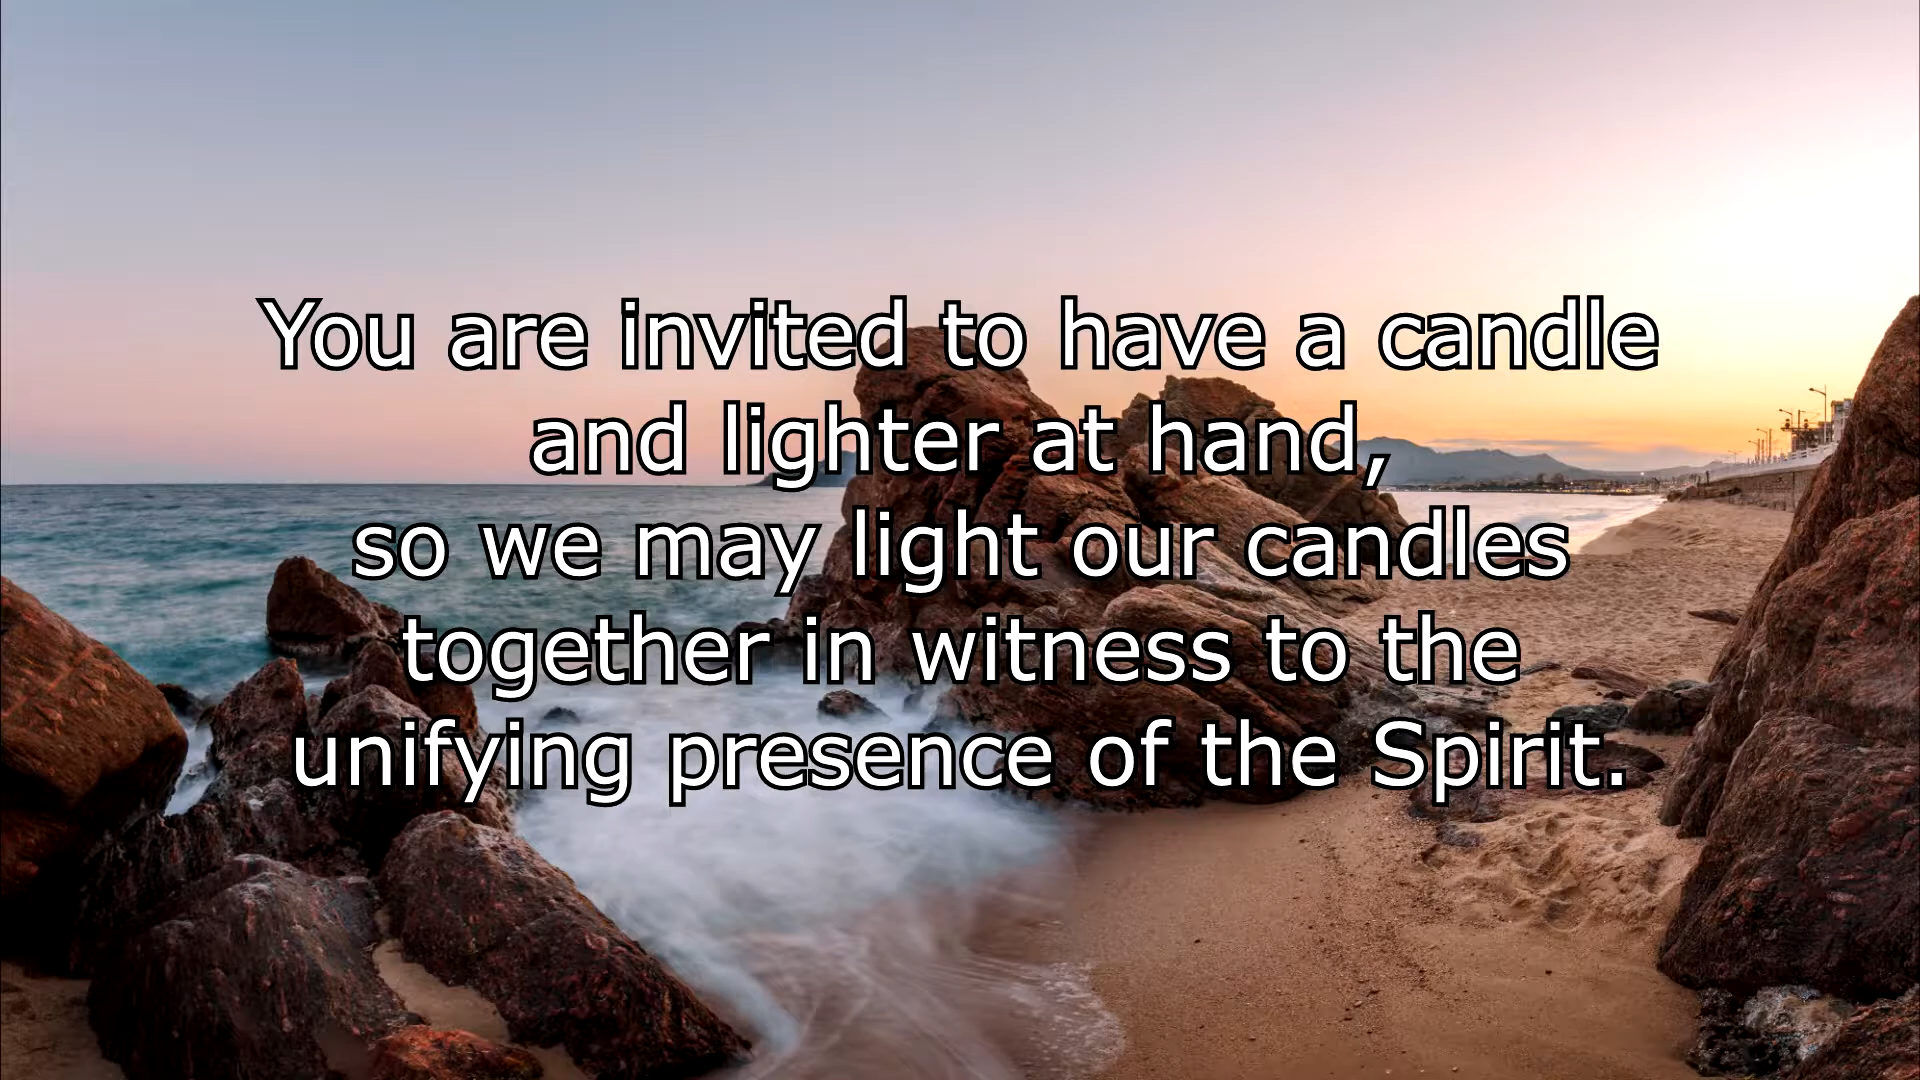 You are invited to have a candle
and lighter at hand,
so we may light our candles
together in witness to the
unifying presence of the Spirit.